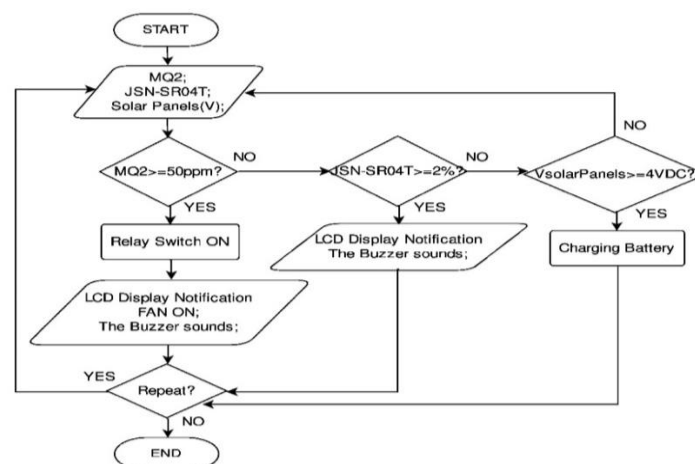 START
MQ2;
JSN-SR04T;
Solar Panels(V);
NO
MQ2>=50ppm?
NO
JSN-SR04T>=2%?
NO
VsolarPanels>=4VDC?
YES
YES
YES
Relay Switch ON
LCD Display Notification
The Buzzer sounds;
Charging Battery
LCD Display Notification
FAN ON;
The Buzzer sounds;
YES
Repeat?
NO
END